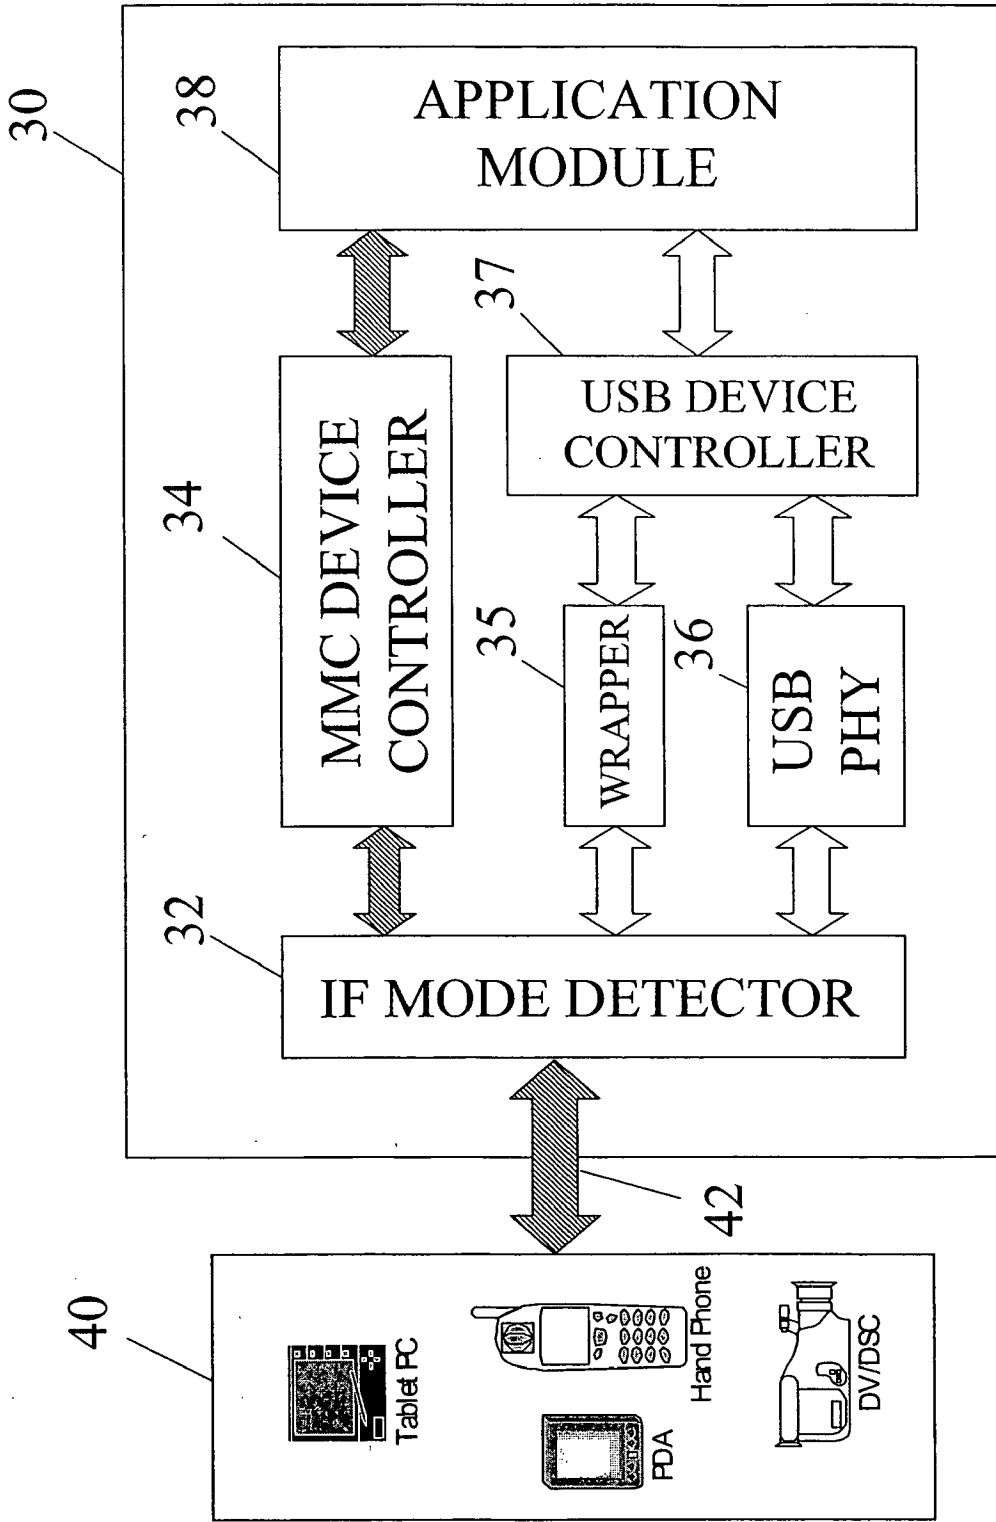 40
Tablet PC
PDA
Hand Phone
DV/DSC
42
30
32
IF MODE DETECTOR
34
MMC DEVICE
CONTROLLER
35
WRAPPER
36
USB
PHY
37
USB DEVICE
CONTROLLER
38
APPLICATION
MODULE